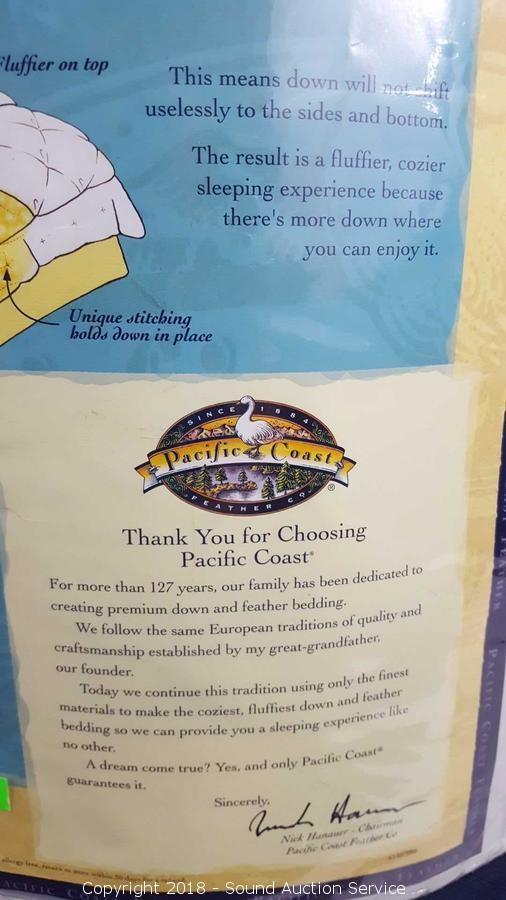 Fluffier on top
This means down will not shift
uselessly to the sides and bottom.
The result is a fluffier, cozier
sleeping experience because
there's more down where
you can enjoy it.
Unique stitching
holds down in place
SINCE 1884
Pacific Coast
FEATHER CO.
®
Thank You for Choosing
Pacific Coast®
For more than 127 years, our family has been dedicated to
creating premium down and feather bedding.
We follow the same European traditions of quality and
craftsmanship established by my great-grandfather,
our founder.
Today we continue this tradition using only the finest
materials to make the coziest, fluffiest down and feather
bedding so we can provide you a sleeping experience like
no other.
A dream come true? Yes, and only Pacific Coast®
guarantees it.
Sincerely,
Nick Hanauer - Chairman
Pacific Coast Feather Co
PACIFIC COAST FEATHER
Copyright 2018 - Sound Auction Service